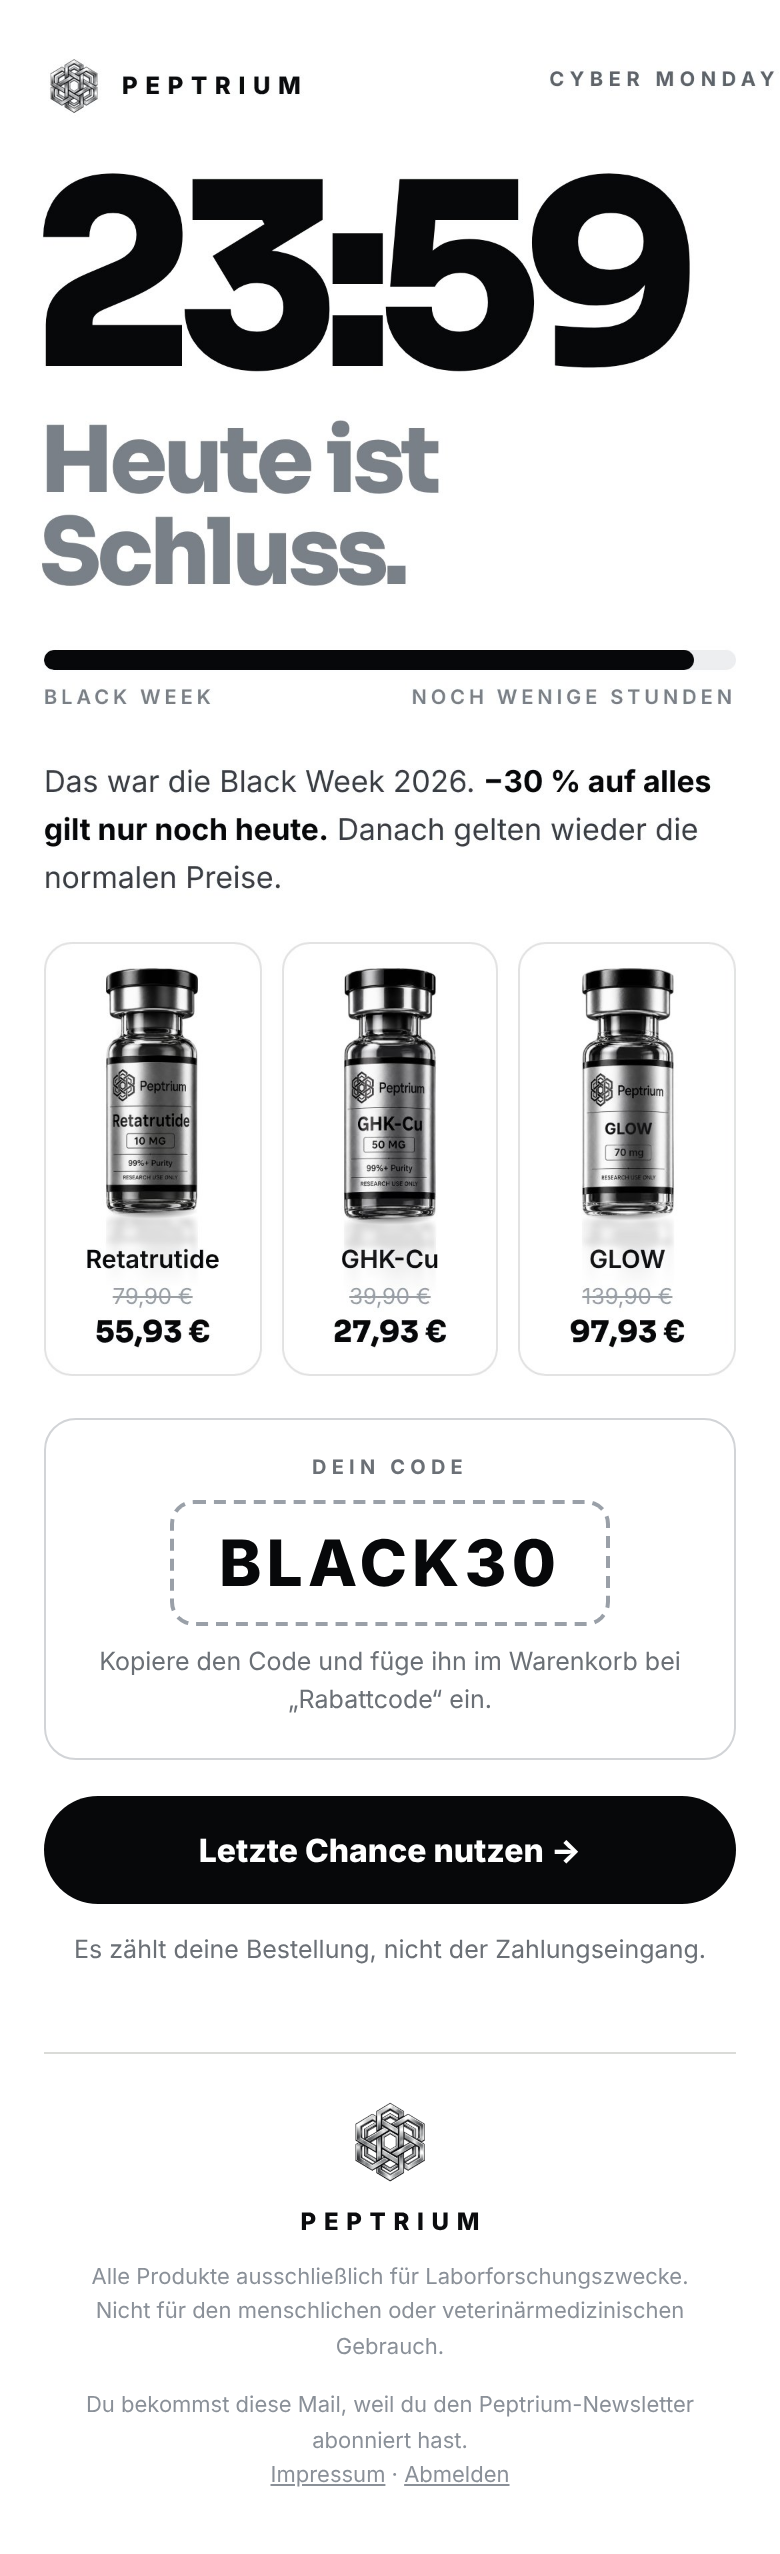 PEPTRIUM
CYBER MONDAY
23:59
Heute ist
Schluss.
BLACK WEEK
NOCH WENIGE STUNDEN
Das war die Black Week 2026. −30 % auf alles
gilt nur noch heute. Danach gelten wieder die
normalen Preise.
Peptrium
Retatrutide
10 MG
99%+ Purity
RESEARCH USE ONLY
Retatrutide
79,90 €
55,93 €
Peptrium
GHK-Cu
50 MG
99%+ Purity
RESEARCH USE ONLY
GHK-Cu
39,90 €
27,93 €
Peptrium
GLOW
70 mg
RESEARCH USE ONLY
GLOW
139,90 €
97,93 €
DEIN CODE
BLACK30
Kopiere den Code und füge ihn im Warenkorb bei
„Rabattcode“ ein.
Letzte Chance nutzen →
Es zählt deine Bestellung, nicht der Zahlungseingang.
PEPTRIUM
Alle Produkte ausschließlich für Laborforschungszwecke.
Nicht für den menschlichen oder veterinärmedizinischen
Gebrauch.
Du bekommst diese Mail, weil du den Peptrium-Newsletter
abonniert hast.
Impressum · Abmelden